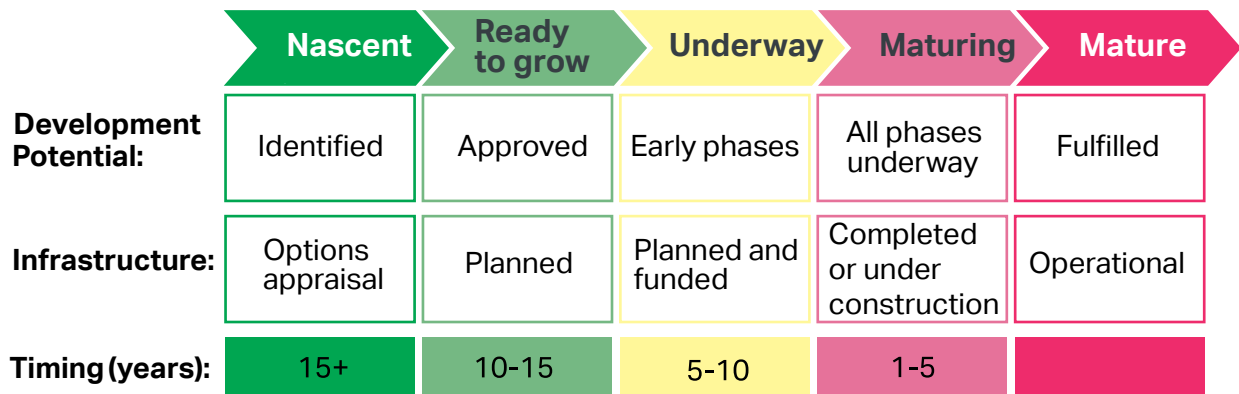 Nascent
Ready
to grow
Underway
Maturing
Mature
Development
Potential:
Identified
Approved
Early phases
All phases
underway
Fulfilled
Infrastructure:
Options
appraisal
Planned
Planned and
funded
Completed
or under
construction
Operational
Timing (years):
15+
10-15
5-10
1-5